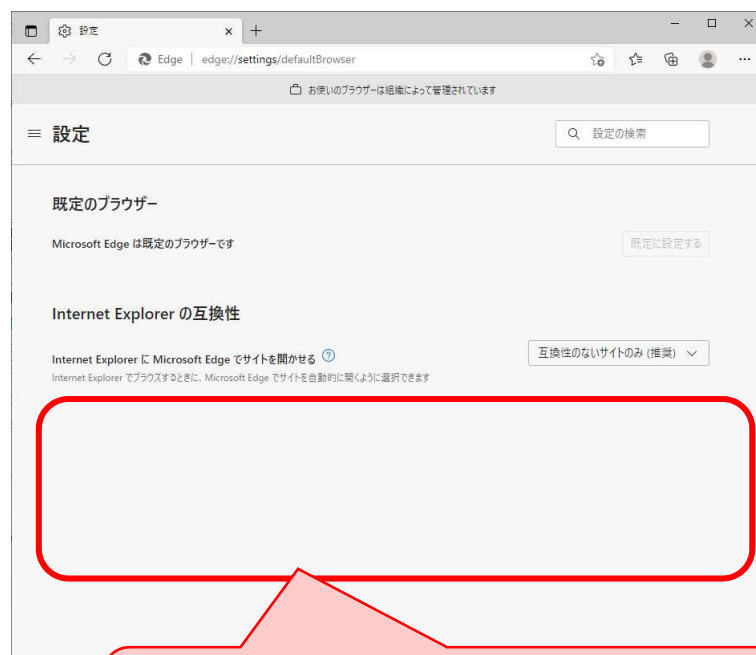 設定
Edge | edge://settings/defaultBrowser
お使いのブラウザーは組織によって管理されています
設定
設定の検索
既定のブラウザー
Microsoft Edge は既定のブラウザーです
既定に設定する
Internet Explorer の互換性
Internet Explorer に Microsoft Edge でサイトを開かせる
互換性のないサイトのみ (推奨)
Internet Explorer でブラウズするときに、Microsoft Edge でサイトを自動的に開くように選択できます